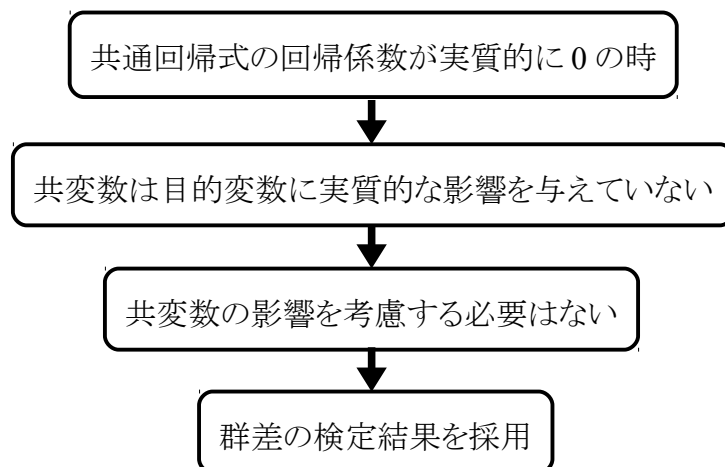 共通回帰式の回帰係数が実質的に0の時
共変数は目的変数に実質的な影響を与えていない
共変数の影響を考慮する必要はない
群差の検定結果を採用